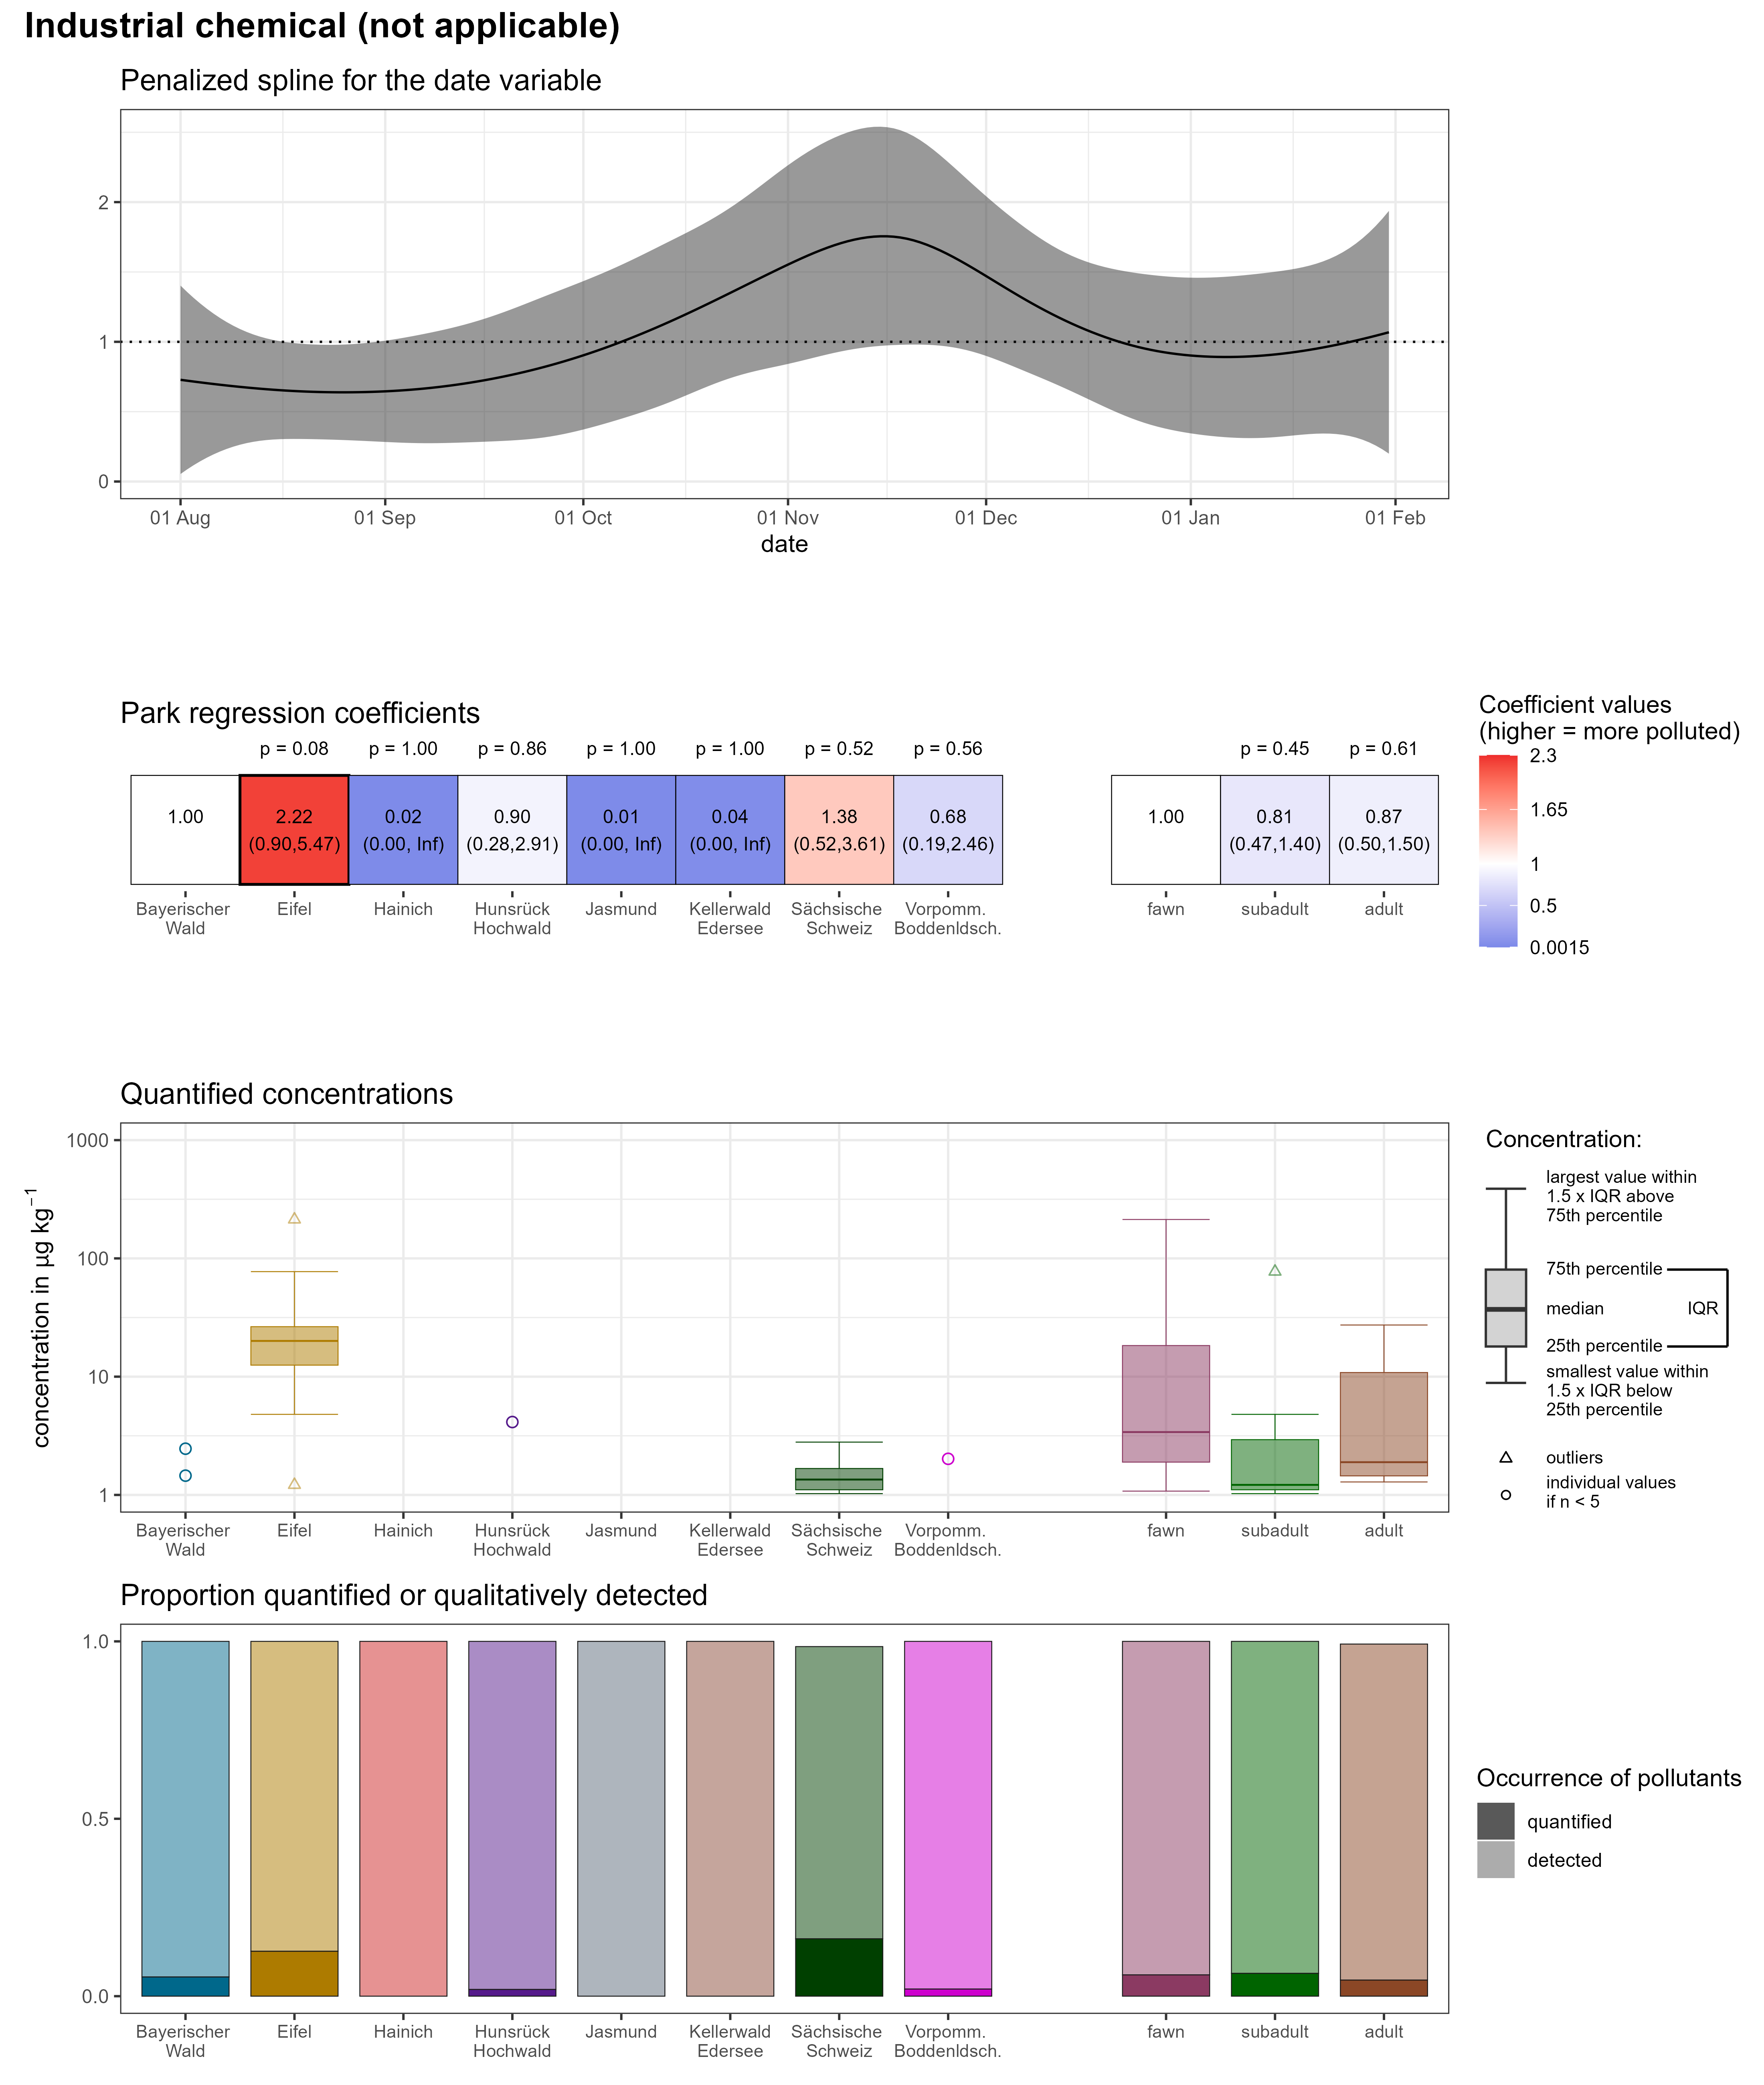 Industrial chemical (not applicable)
Penalized spline for the date variable
2
1
0
01 Aug 01 Sep 01 Oct 01 Nov 01 Dec 01 Jan 01 Feb
date
Park regression coefficients
p = 0.08 p = 1.00 p = 0.86 p = 1.00 p = 1.00 p = 0.52 p = 0.56 p = 0.45 p = 0.61
1.00 2.22 0.02 0.90 0.01 0.04 1.38 0.68 1.00 0.81 0.87
(0.90,5.47) (0.00, Inf) (0.28,2.91) (0.00, Inf) (0.00, Inf) (0.52,3.61) (0.19,2.46) (0.47,1.40) (0.50,1.50)
Bayerischer Eifel Hainich Hunsrück Jasmund Kellerwald Sächsische Vorpomm. fawn subadult adult
Wald Hochwald Edersee Schweiz Boddenldsch.
Coefficient values
(higher = more polluted)
2.3
1.65
1
0.5
0.0015
Quantified concentrations
concentration in µg kg⁻¹
1000
100
10
1
Bayerischer Eifel Hainich Hunsrück Jasmund Kellerwald Sächsische Vorpomm. fawn subadult adult
Wald Hochwald Edersee Schweiz Boddenldsch.
Concentration:
largest value within
1.5 x IQR above
75th percentile
75th percentile
median IQR
25th percentile
smallest value within
1.5 x IQR below
25th percentile
outliers
individual values
if n < 5
Proportion quantified or qualitatively detected
1.0
0.5
0.0
Bayerischer Eifel Hainich Hunsrück Jasmund Kellerwald Sächsische Vorpomm. fawn subadult adult
Wald Hochwald Edersee Schweiz Boddenldsch.
Occurrence of pollutants
quantified
detected